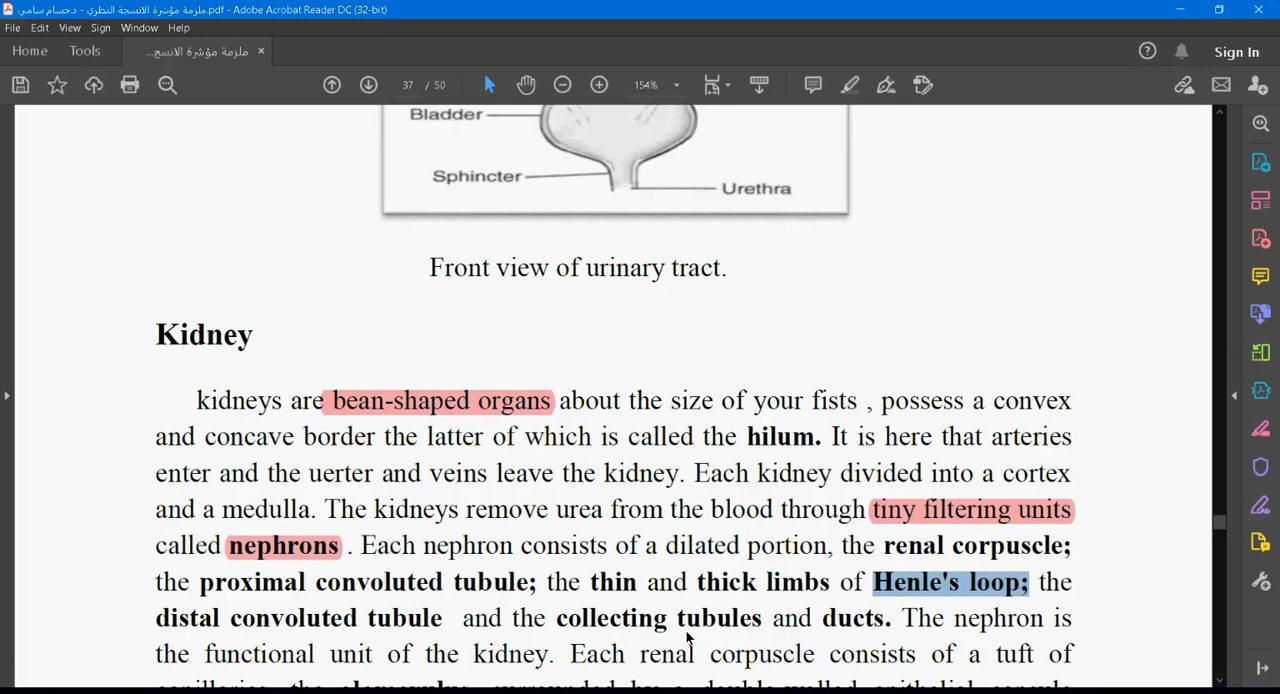 ملزمة مؤشرة الانسجة النظري - د.حسام سامي.pdf - Adobe Acrobat Reader DC (32-bit)
File Edit View Sign Window Help
Home Tools ملزمة مؤشرة الانسج... × Sign In
37 / 50 154%
Bladder
Sphincter
Urethra
Front view of urinary tract.
Kidney
kidneys are bean-shaped organs about the size of your fists , possess a convex
and concave border the latter of which is called the hilum. It is here that arteries
enter and the uerter and veins leave the kidney. Each kidney divided into a cortex
and a medulla. The kidneys remove urea from the blood through tiny filtering units
called nephrons . Each nephron consists of a dilated portion, the renal corpuscle;
the proximal convoluted tubule; the thin and thick limbs of Henle's loop; the
distal convoluted tubule and the collecting tubules and ducts. The nephron is
the functional unit of the kidney. Each renal corpuscle consists of a tuft of